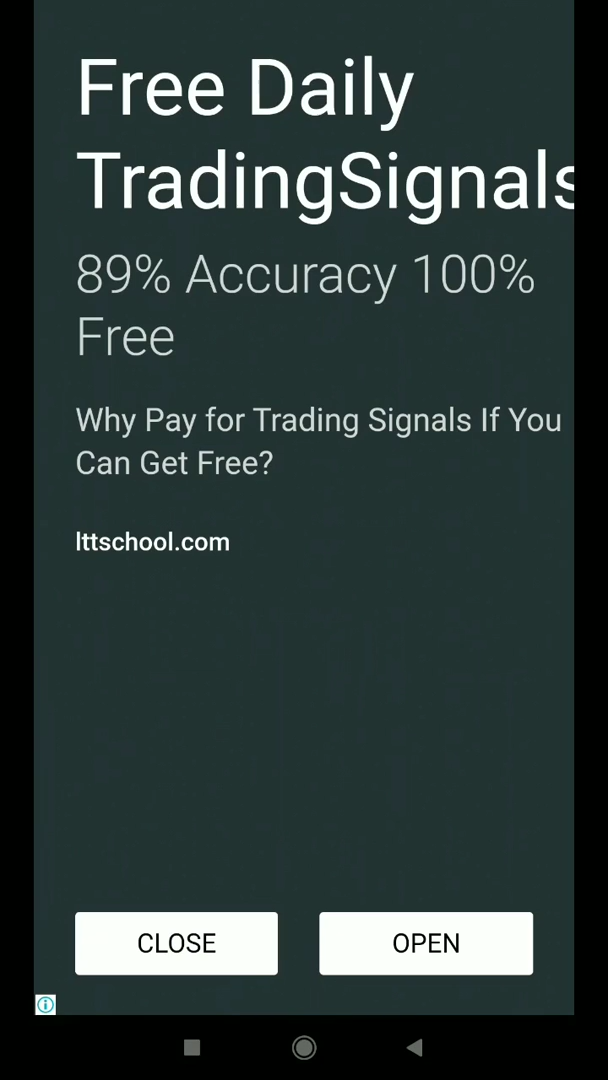 Free Daily
TradingSignals
89% Accuracy 100%
Free
Why Pay for Trading Signals If You
Can Get Free?
lttschool.com
CLOSE OPEN